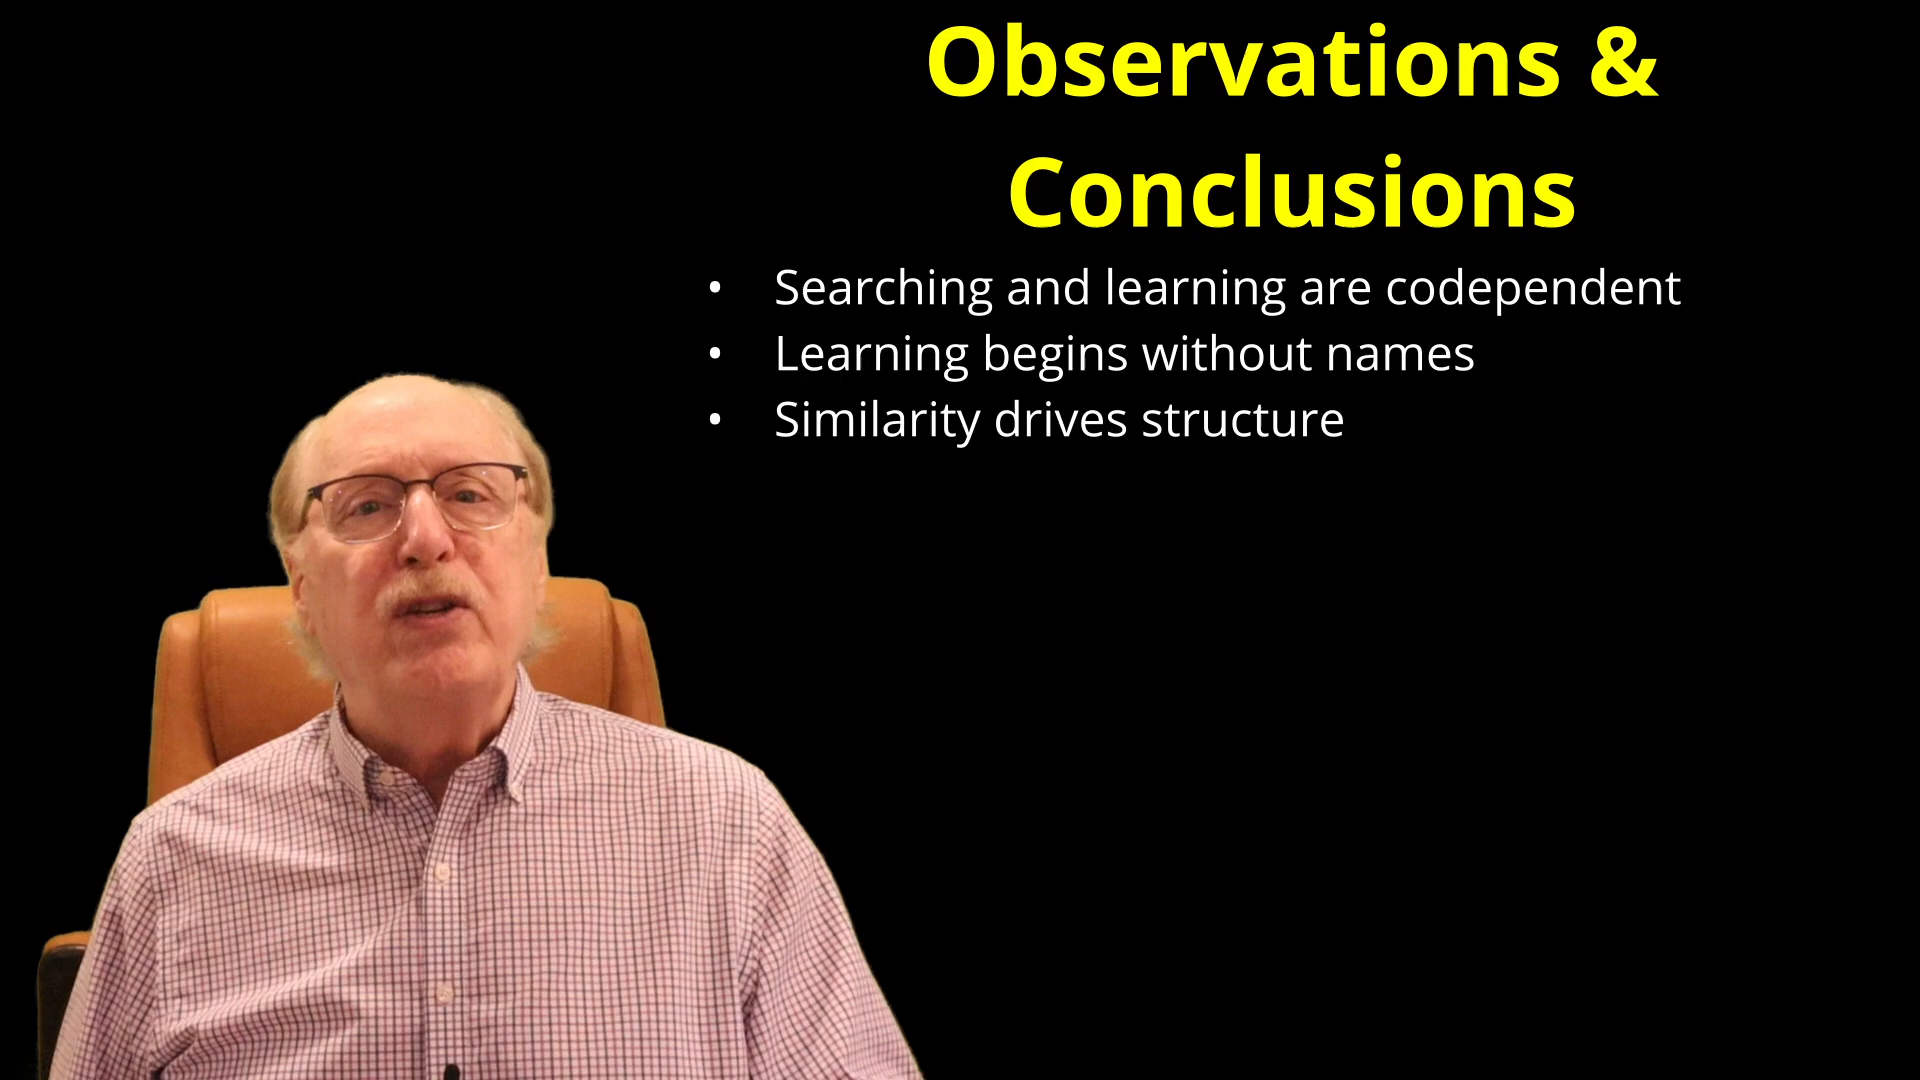 Observations &
Conclusions
• Searching and learning are codependent
• Learning begins without names
• Similarity drives structure